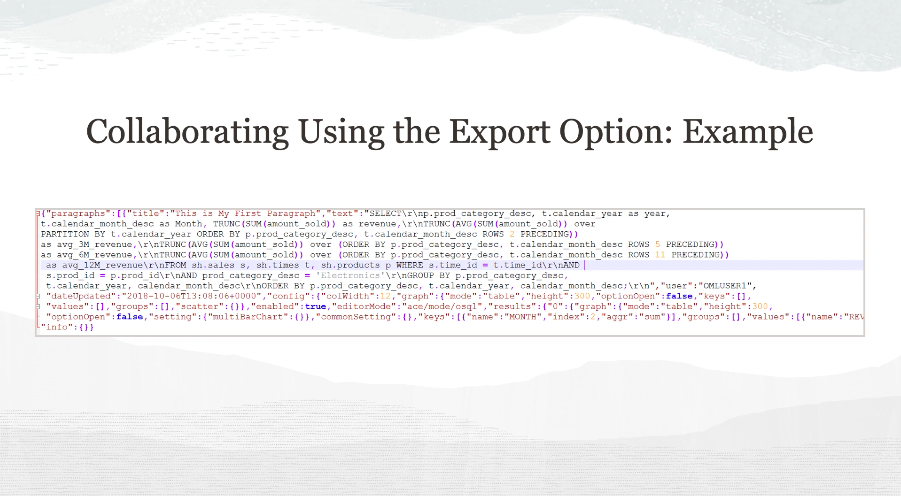 Collaborating Using the Export Option: Example
{"paragraphs":[{"title":"This is My First Paragraph","text":"SELECT\r\np.prod_category_desc, t.calendar_year as year,
t.calendar_month_desc as Month, TRUNC(SUM(amount_sold)) as revenue,\r\nTRUNC(AVG(SUM(amount_sold)) over
PARTITION BY t.calendar_year ORDER BY p.prod_category_desc, t.calendar_month_desc ROWS 2 PRECEDING))
as avg_3M_revenue,\r\nTRUNC(AVG(SUM(amount_sold)) over (ORDER BY p.prod_category_desc, t.calendar_month_desc ROWS 5 PRECEDING))
as avg_6M_revenue,\r\nTRUNC(AVG(SUM(amount_sold)) over (ORDER BY p.prod_category_desc, t.calendar_month_desc ROWS 11 PRECEDING))
as avg_12M_revenue\r\nFROM sh.sales s, sh.times t, sh.products p WHERE s.time_id = t.time_id\r\nAND
s.prod_id = p.prod_id\r\nAND prod_category_desc = 'Electronics'\r\nGROUP BY p.prod_category_desc,
t.calendar_year, calendar_month_desc\r\nORDER BY p.prod_category_desc, t.calendar_year, calendar_month_desc;\r\n","user":"OMLUSER1",
"dateUpdated":"2018-10-06T13:08:06+0000","config":{"colWidth":12,"graph":{"mode":"table","height":300,"optionOpen":false,"keys":[],
"values":[],"groups":[],"scatter":{}},"enabled":true,"editorMode":"ace/mode/osql","results":{"0":{"graph":{"mode":"table","height":300,
"optionOpen":false,"setting":{"multiBarChart":{}},"commonSetting":{},"keys":[{"name":"MONTH","index":2,"aggr":"sum"}],"groups":[],"values":[{"name":"REV
"info":{}}